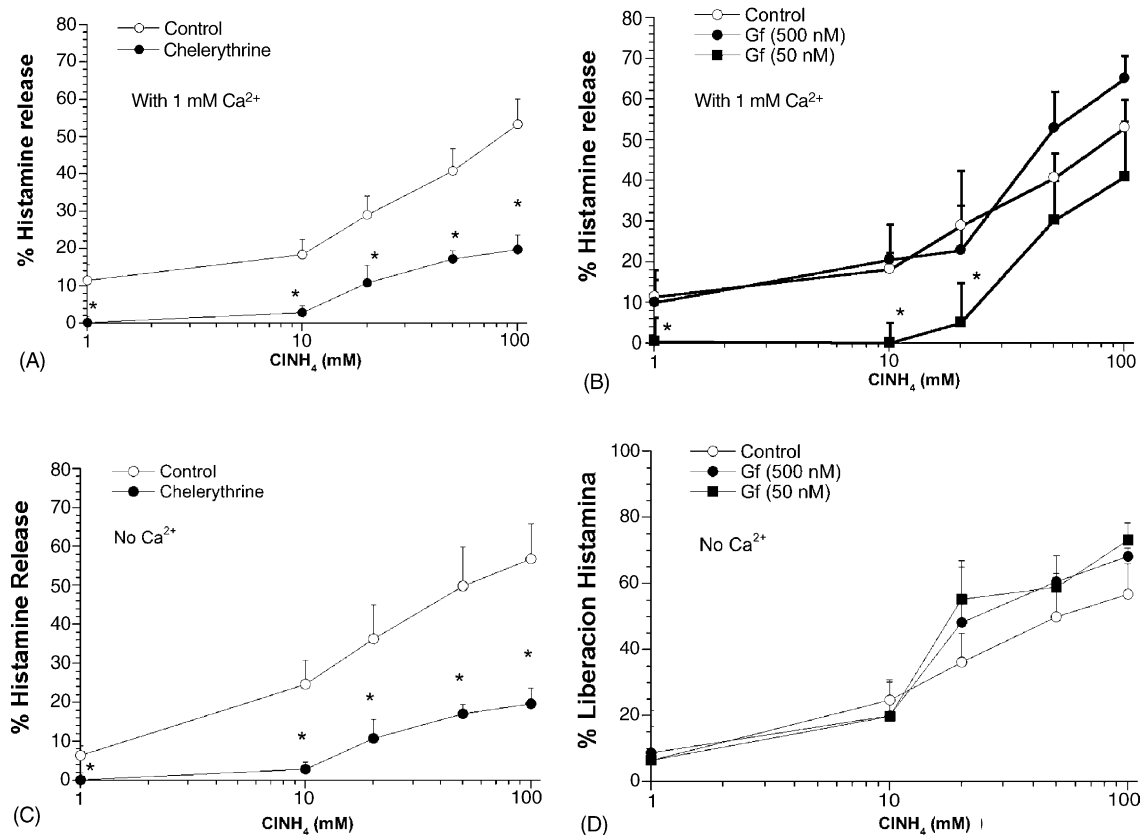 80
70
60
50
40
30
20
10
0
% Histamine release
Control
Chelerythrine
With 1 mM Ca²⁺
*
*
*
*
*
1
10
100
ClNH₄ (mM)
(A)
80
70
60
50
40
30
20
10
0
% Histamine release
Control
Gf (500 nM)
Gf (50 nM)
With 1 mM Ca²⁺
*
*
*
1
10
100
ClNH₄ (mM)
(B)
80
70
60
50
40
30
20
10
0
% Histamine Release
Control
Chelerythrine
No Ca²⁺
*
*
*
*
*
1
10
100
ClNH₄ (mM)
(C)
100
80
60
40
20
0
% Liberacion Histamina
Control
Gf (500 nM)
Gf (50 nM)
No Ca²⁺
1
10
100
ClNH₄ (mM)
(D)